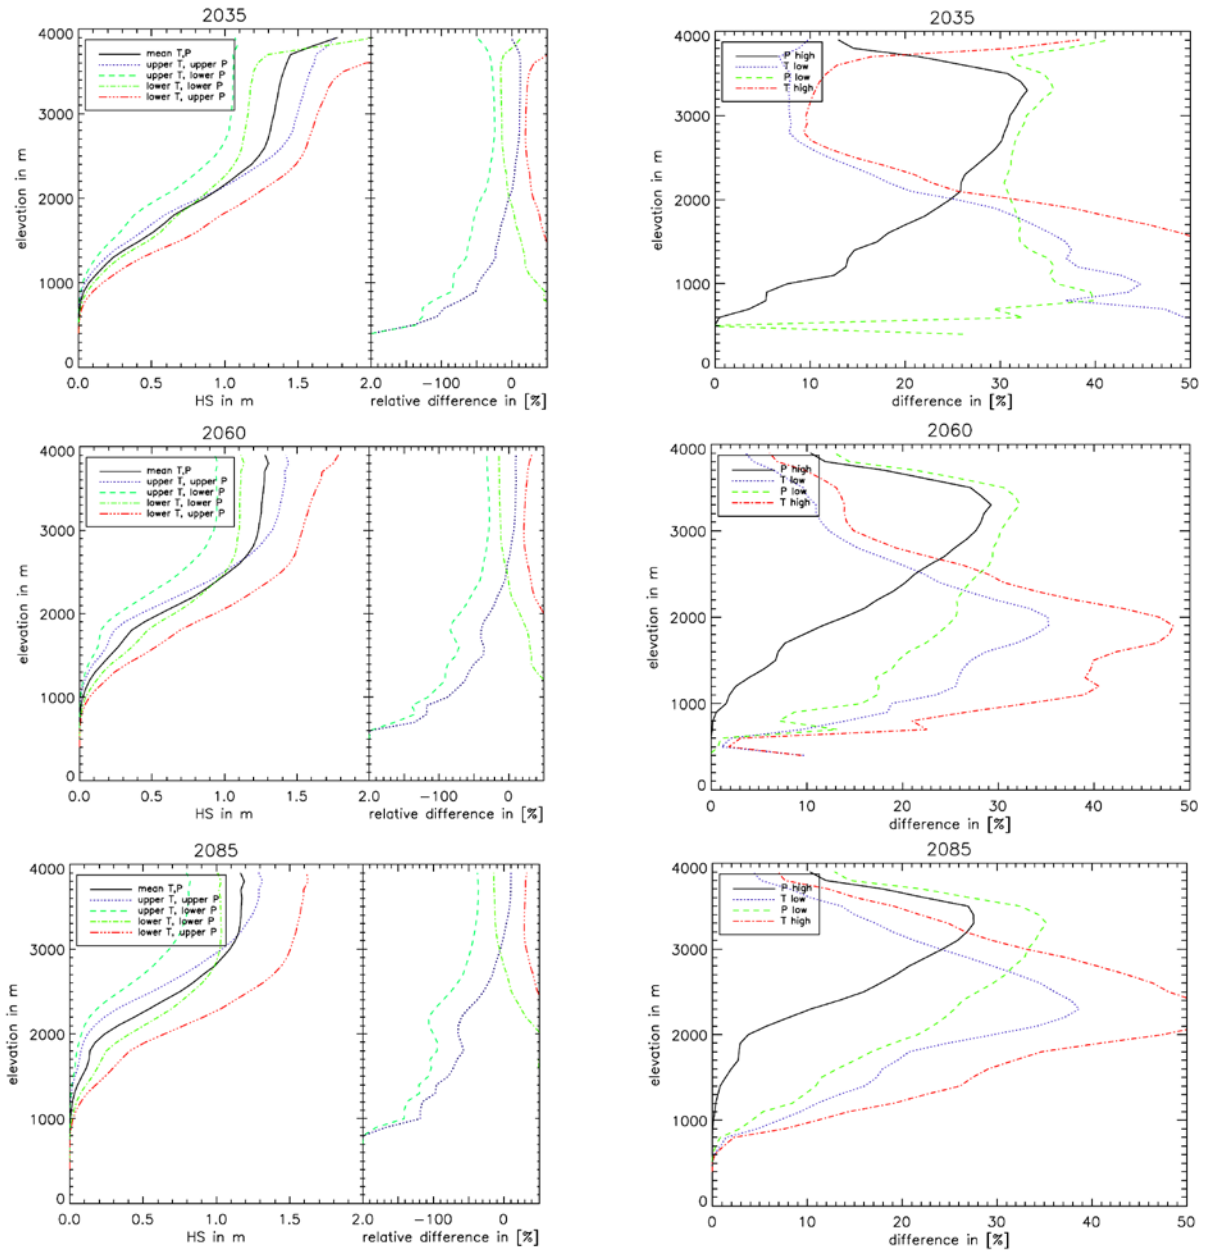 2035
4000
3000
2000
1000
0
elevation in m
mean T,P
upper T, upper P
upper T, lower P
lower T, lower P
lower T, upper P
0.0 0.5 1.0 1.5 2.0 −100 0
HS in m relative difference in [%]
2035
4000
3000
2000
1000
0
elevation in m
P high
T low
P low
T high
0 10 20 30 40 50
difference in [%]
2060
4000
3000
2000
1000
0
elevation in m
mean T,P
upper T, upper P
upper T, lower P
lower T, lower P
lower T, upper P
0.0 0.5 1.0 1.5 2.0 −100 0
HS in m relative difference in [%]
2060
4000
3000
2000
1000
0
elevation in m
P high
T low
P low
T high
0 10 20 30 40 50
difference in [%]
2085
4000
3000
2000
1000
0
elevation in m
mean T,P
upper T, upper P
upper T, lower P
lower T, lower P
lower T, upper P
0.0 0.5 1.0 1.5 2.0 −100 0
HS in m relative difference in [%]
2085
4000
3000
2000
1000
0
elevation in m
P high
T low
P low
T high
0 10 20 30 40 50
difference in [%]